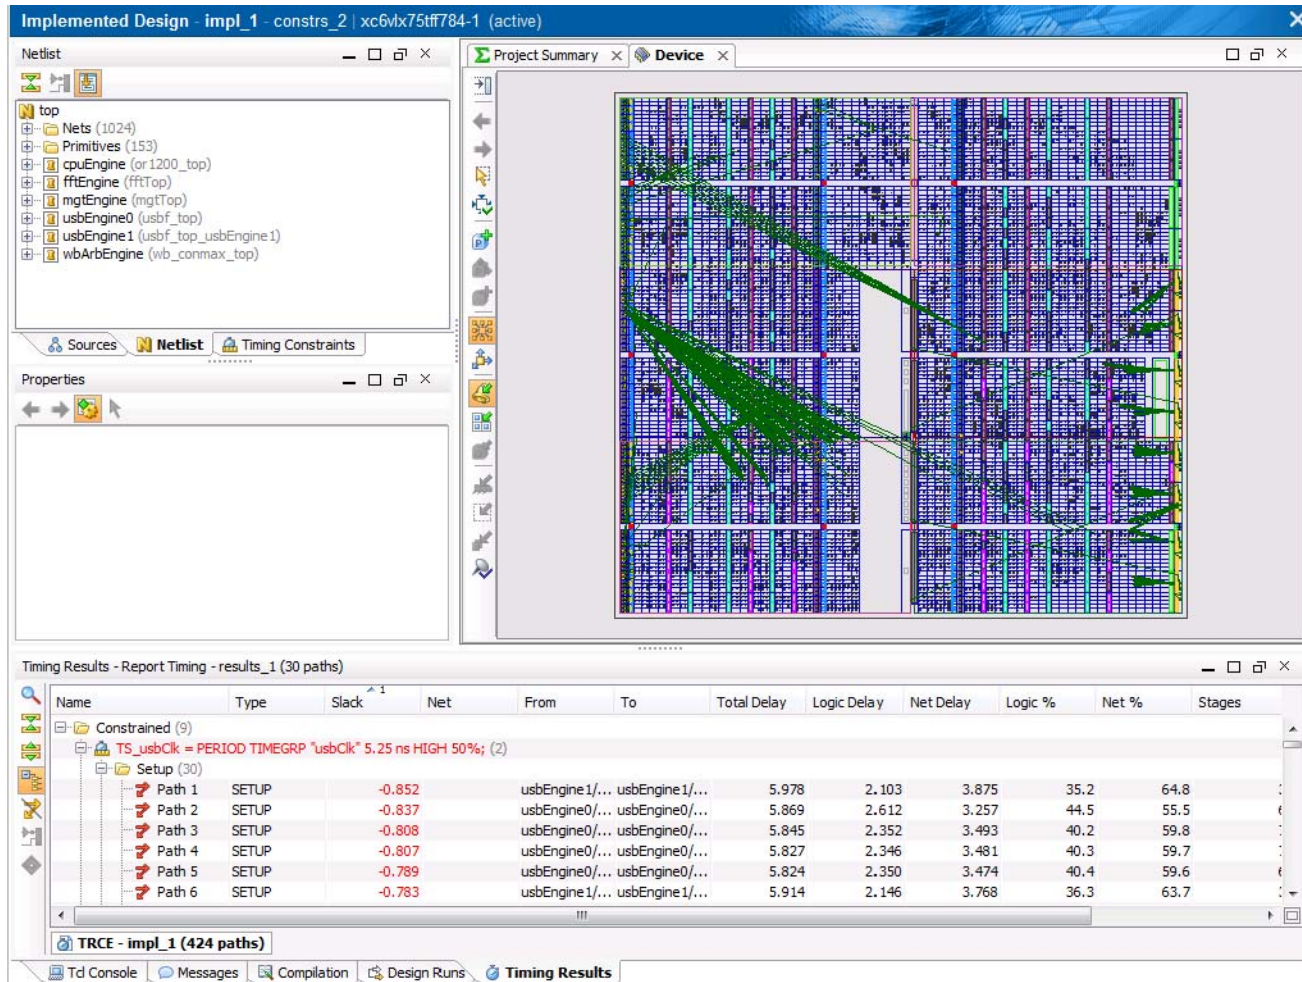 Implemented Design - impl_1 - constrs_2 | xc6vlx75tff784-1 (active)
Netlist
top
Nets (1024)
Primitives (153)
cpuEngine (or1200_top)
fftEngine (fftTop)
mgtEngine (mgtTop)
usbEngine0 (usbf_top)
usbEngine1 (usbf_top_usbEngine1)
wbArbEngine (wb_conmax_top)
Sources Netlist Timing Constraints
Properties
Project Summary Device
Timing Results - Report Timing - results_1 (30 paths)
Name Type Slack 1 Net From To Total Delay Logic Delay Net Delay Logic % Net % Stages
Constrained (9)
TS_usbClk = PERIOD TIMEGRP "usbClk" 5.25 ns HIGH 50%; (2)
Setup (30)
Path 1 SETUP -0.852 usbEngine1/... usbEngine1/... 5.978 2.103 3.875 35.2 64.8
Path 2 SETUP -0.837 usbEngine0/... usbEngine0/... 5.869 2.612 3.257 44.5 55.5
Path 3 SETUP -0.808 usbEngine0/... usbEngine0/... 5.845 2.352 3.493 40.2 59.8
Path 4 SETUP -0.807 usbEngine0/... usbEngine0/... 5.827 2.346 3.481 40.3 59.7
Path 5 SETUP -0.789 usbEngine0/... usbEngine0/... 5.824 2.350 3.474 40.4 59.6
Path 6 SETUP -0.783 usbEngine1/... usbEngine1/... 5.914 2.146 3.768 36.3 63.7
TRCE - impl_1 (424 paths)
Tcl Console Messages Compilation Design Runs Timing Results